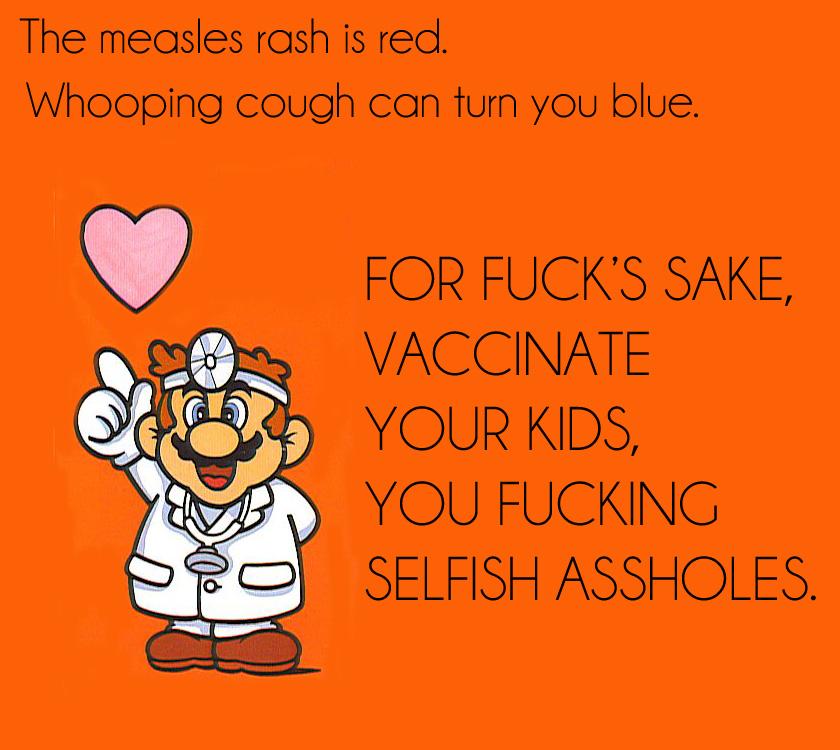 The measles rash is red.
Whooping cough can turn you blue.
FOR FUCK'S SAKE,
VACCINATE
YOUR KIDS,
YOU FUCKING
SELFISH ASSHOLES.